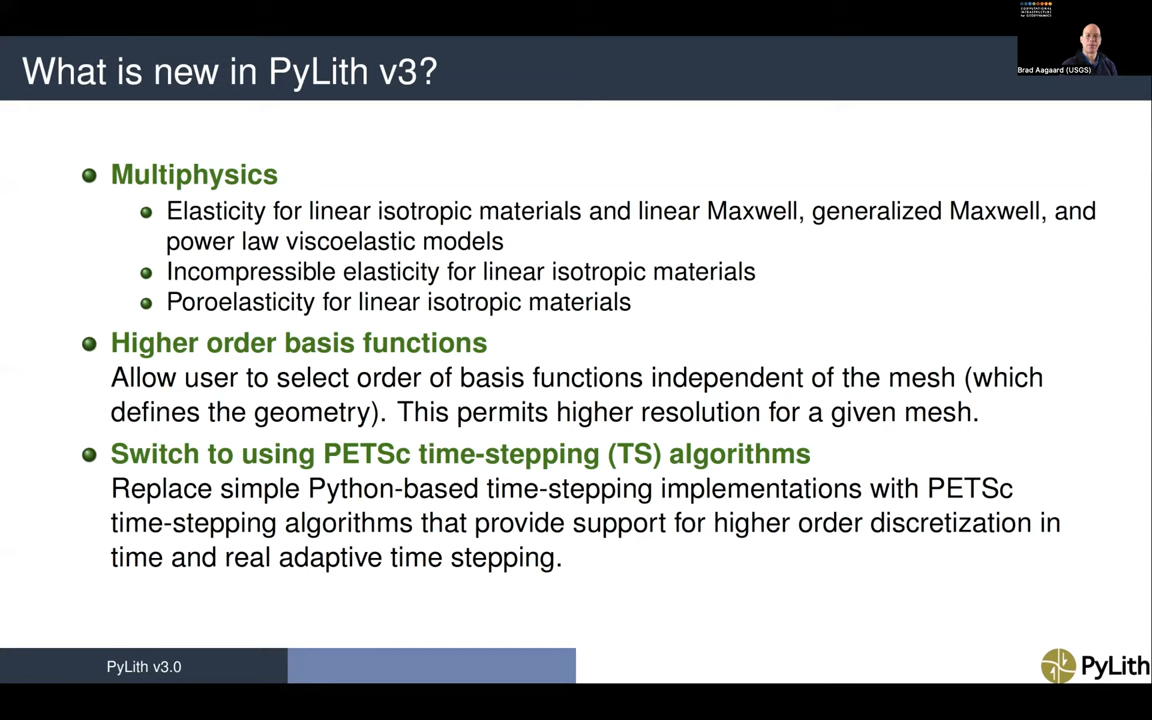 COMPUTATIONAL
INFRASTRUCTURE
for GEODYNAMICS
Brad Aagaard (USGS)
What is new in PyLith v3?
Multiphysics
Elasticity for linear isotropic materials and linear Maxwell, generalized Maxwell, and
power law viscoelastic models
Incompressible elasticity for linear isotropic materials
Poroelasticity for linear isotropic materials
Higher order basis functions
Allow user to select order of basis functions independent of the mesh (which
defines the geometry). This permits higher resolution for a given mesh.
Switch to using PETSc time-stepping (TS) algorithms
Replace simple Python-based time-stepping implementations with PETSc
time-stepping algorithms that provide support for higher order discretization in
time and real adaptive time stepping.
PyLith v3.0
PyLith